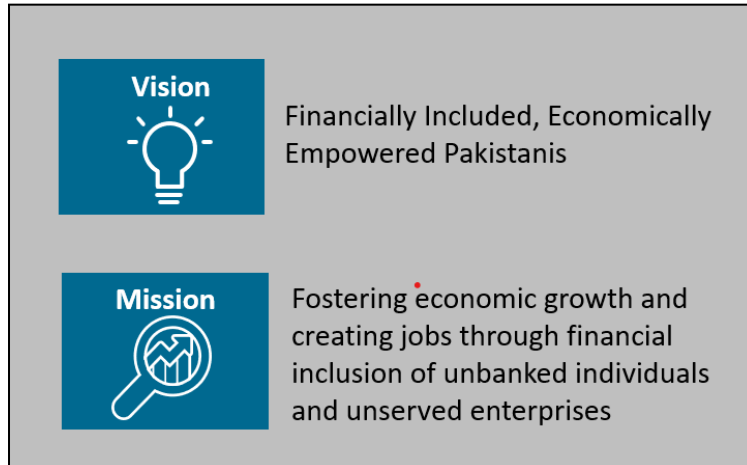 Vision
Financially Included, Economically
Empowered Pakistanis
Mission
Fostering economic growth and
creating jobs through financial
inclusion of unbanked individuals
and unserved enterprises